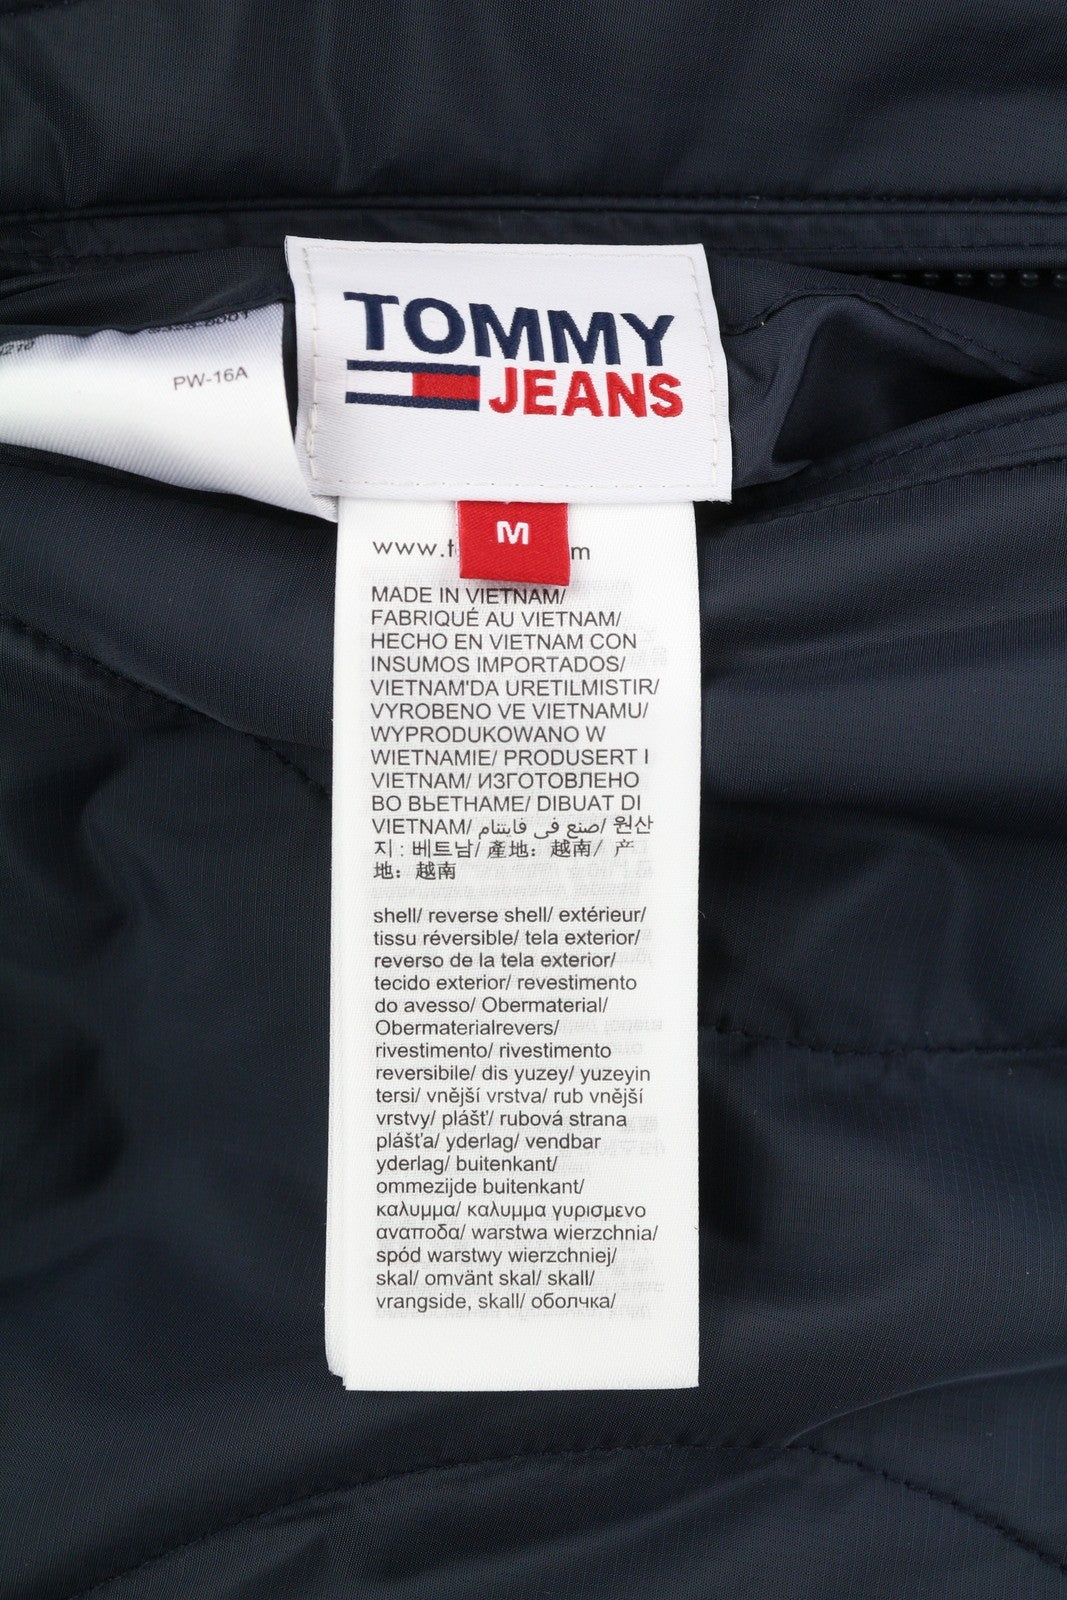 TOMMY
JEANS
PW-16A
M
MADE IN VIETNAM/
FABRIQUÉ AU VIETNAM/
HECHO EN VIETNAM CON
INSUMOS IMPORTADOS/
VIETNAM'DA URETILMISTIR/
VYROBENO VE VIETNAMU/
WYPRODUKOWANO W
WIETNAMIE/ PRODUSERT I
VIETNAM/ ИЗГОТОВЛЕНО
ВО ВЬЕТНАМЕ/ DIBUAT DI
VIETNAM/ صنع في فايتنام/ 원산
지 : 베트남/ 產地：越南/ 产
地：越南
shell/ reverse shell/ extérieur/
tissu réversible/ tela exterior/
reverso de la tela exterior/
tecido exterior/ revestimento
do avesso/ Obermaterial/
Obermaterialrevers/
rivestimento/ rivestimento
reversibile/ dis yuzey/ yuzeyin
tersi/ vnější vrstva/ rub vnější
vrstvy/ plášť/ rubová strana
plášťa/ yderlag/ vendbar
yderlag/ buitenkant/
ommezijde buitenkant/
καλυμμα/ καλυμμα γυρισμενο
αναποδα/ warstwa wierzchnia/
spód warstwy wierzchniej/
skal/ omvänt skal/ skall/
vrangside, skall/ оболчка/